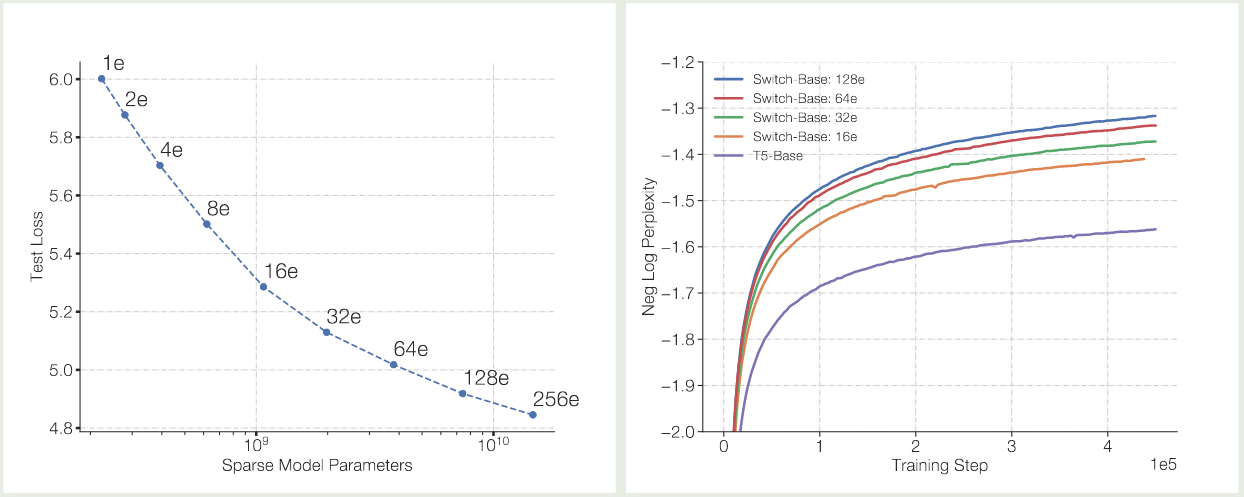 1e
6.0
2e
5.8
4e
5.6
8e
5.4
16e
5.2
32e
5.0
64e
128e
256e
4.8
10⁹
10¹⁰
Test Loss
Sparse Model Parameters
−1.2
Switch-Base: 128e
Switch-Base: 64e
Switch-Base: 32e
Switch-Base: 16e
T5-Base
−1.3
−1.4
−1.5
−1.6
−1.7
−1.8
−1.9
−2.0
Neg Log Perplexity
0
1
2
3
4
Training Step
1e5